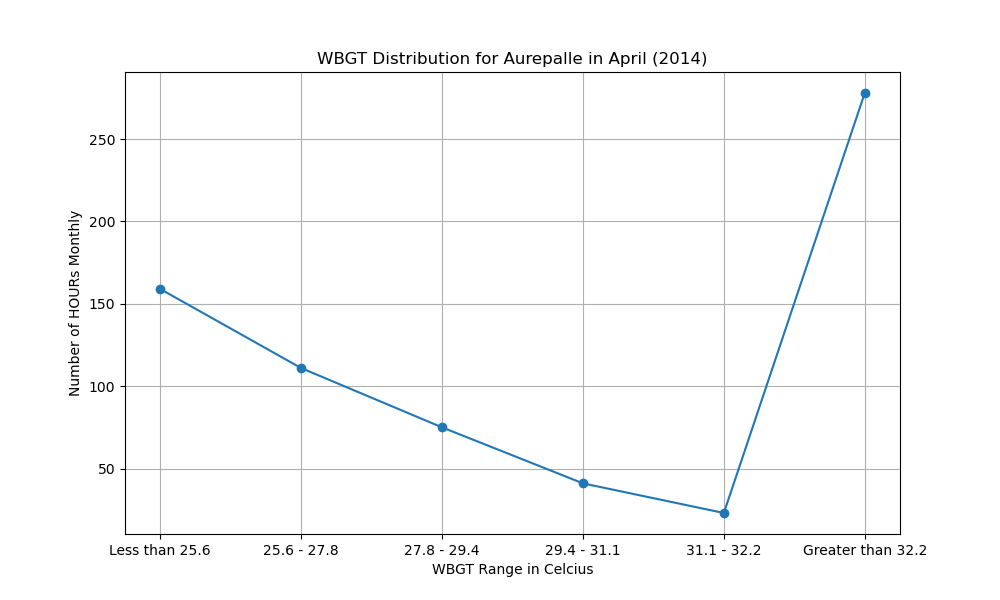 WBGT Distribution for Aurepalle in April (2014)
Number of HOURs Monthly
250
200
150
100
50
Less than 25.6
25.6 - 27.8
27.8 - 29.4
29.4 - 31.1
31.1 - 32.2
Greater than 32.2
WBGT Range in Celcius